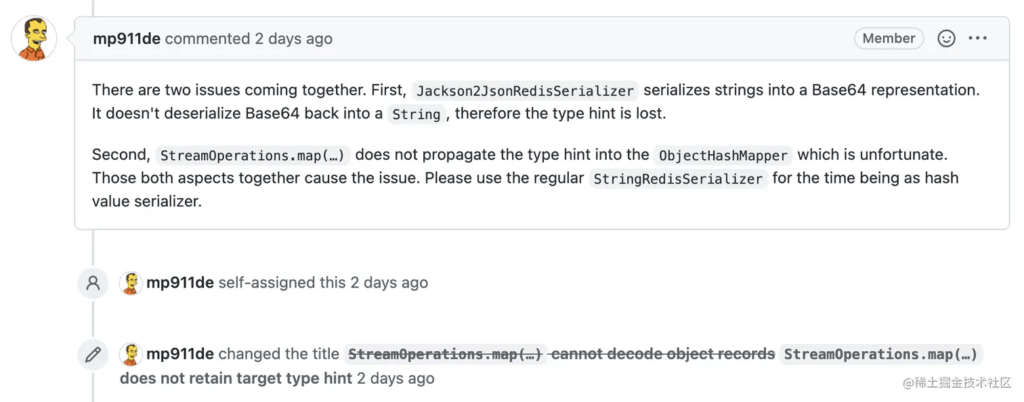 mp911de commented 2 days ago Member
There are two issues coming together. First, Jackson2JsonRedisSerializer serializes strings into a Base64 representation.
It doesn't deserialize Base64 back into a String, therefore the type hint is lost.
Second, StreamOperations.map(…) does not propagate the type hint into the ObjectHashMapper which is unfortunate.
Those both aspects together cause the issue. Please use the regular StringRedisSerializer for the time being as hash
value serializer.
mp911de self-assigned this 2 days ago
mp911de changed the title StreamOperations.map(…) cannot decode object records StreamOperations.map(…)
does not retain target type hint 2 days ago
@稀土掘金技术社区